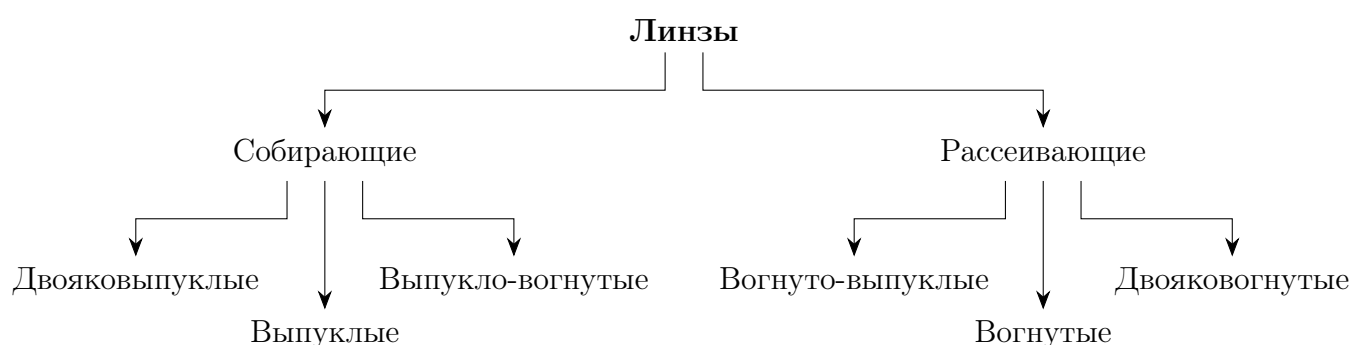 Линзы
Собирающие Рассеивающие
Двояковыпуклые Выпукло-вогнутые Вогнуто-выпуклые Двояковогнутые
Выпуклые Вогнутые